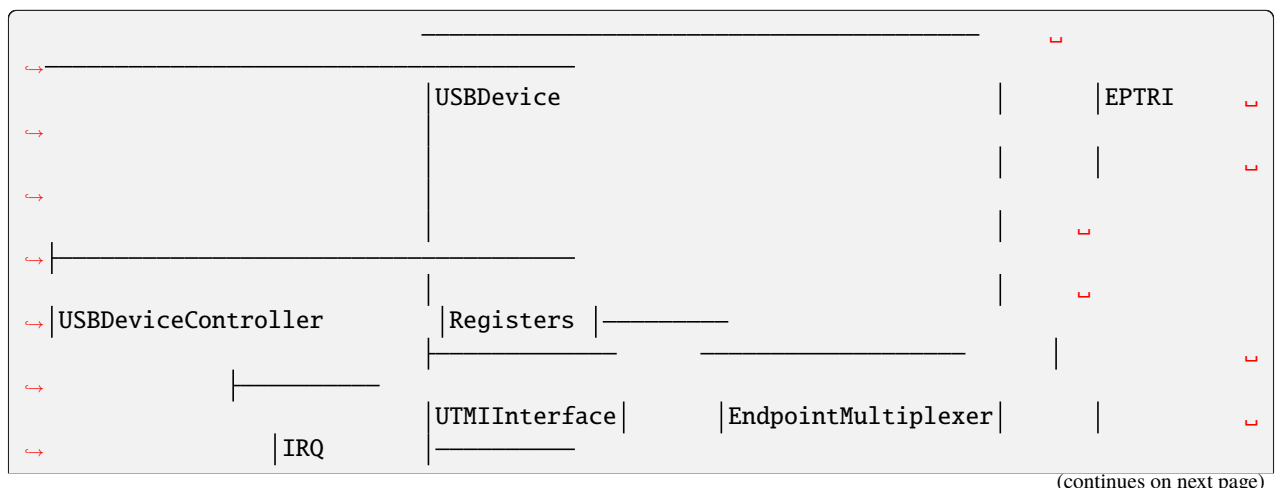 ────────────────────────────────────────      ␣
↪──────────────────────────────────────
│USBDevice                               │      │EPTRI     ␣
↪                           │
│                                        │      │          ␣
↪                           │
│                                        │     ␣
↪├─────────────────────────────────────
│                                        │     ␣
↪│USBDeviceController        │Registers │─────────
├─────────────      ───────────────────      │             ␣
↪             ├──────────
│UTMIInterface│      │EndpointMultiplexer│      │          ␣
↪                │IRQ       │──────────
(continues on next page)